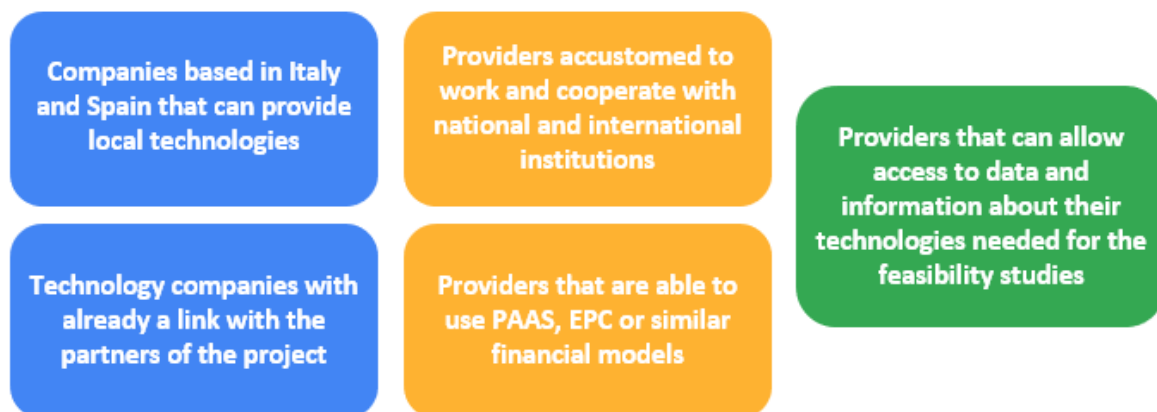 Companies based in Italy
and Spain that can provide
local technologies
Technology companies with
already a link with the
partners of the project
Providers accustomed to
work and cooperate with
national and international
institutions
Providers that are able to
use PAAS, EPC or similar
financial models
Providers that can allow
access to data and
information about their
technologies needed for the
feasibility studies